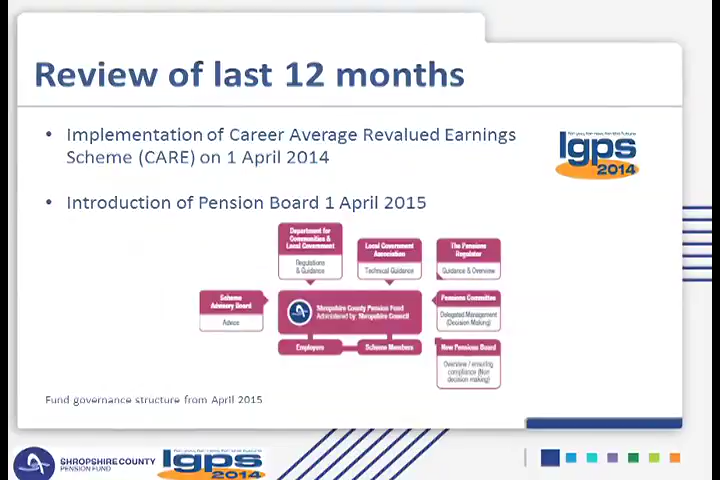 Review of last 12 months
• Implementation of Career Average Revalued Earnings
Scheme (CARE) on 1 April 2014
lgps
2014
• Introduction of Pension Board 1 April 2015
Department for
Communities &
Local Government
Regulations
& Guidance
Local Government
Association
Technical Guidance
The Pensions
Regulator
Guidance & Overview
Scheme
Advisory Board
Advice
Shropshire County Pension Fund
Administered by Shropshire Council
Pensions Committee
Delegated Management
(Decision Making)
Employers
Scheme Members
New Pensions Board
Overview / ensuring
compliance (Non
decision making)
Fund governance structure from April 2015
SHROPSHIRE COUNTY
PENSION FUND
lgps
2014